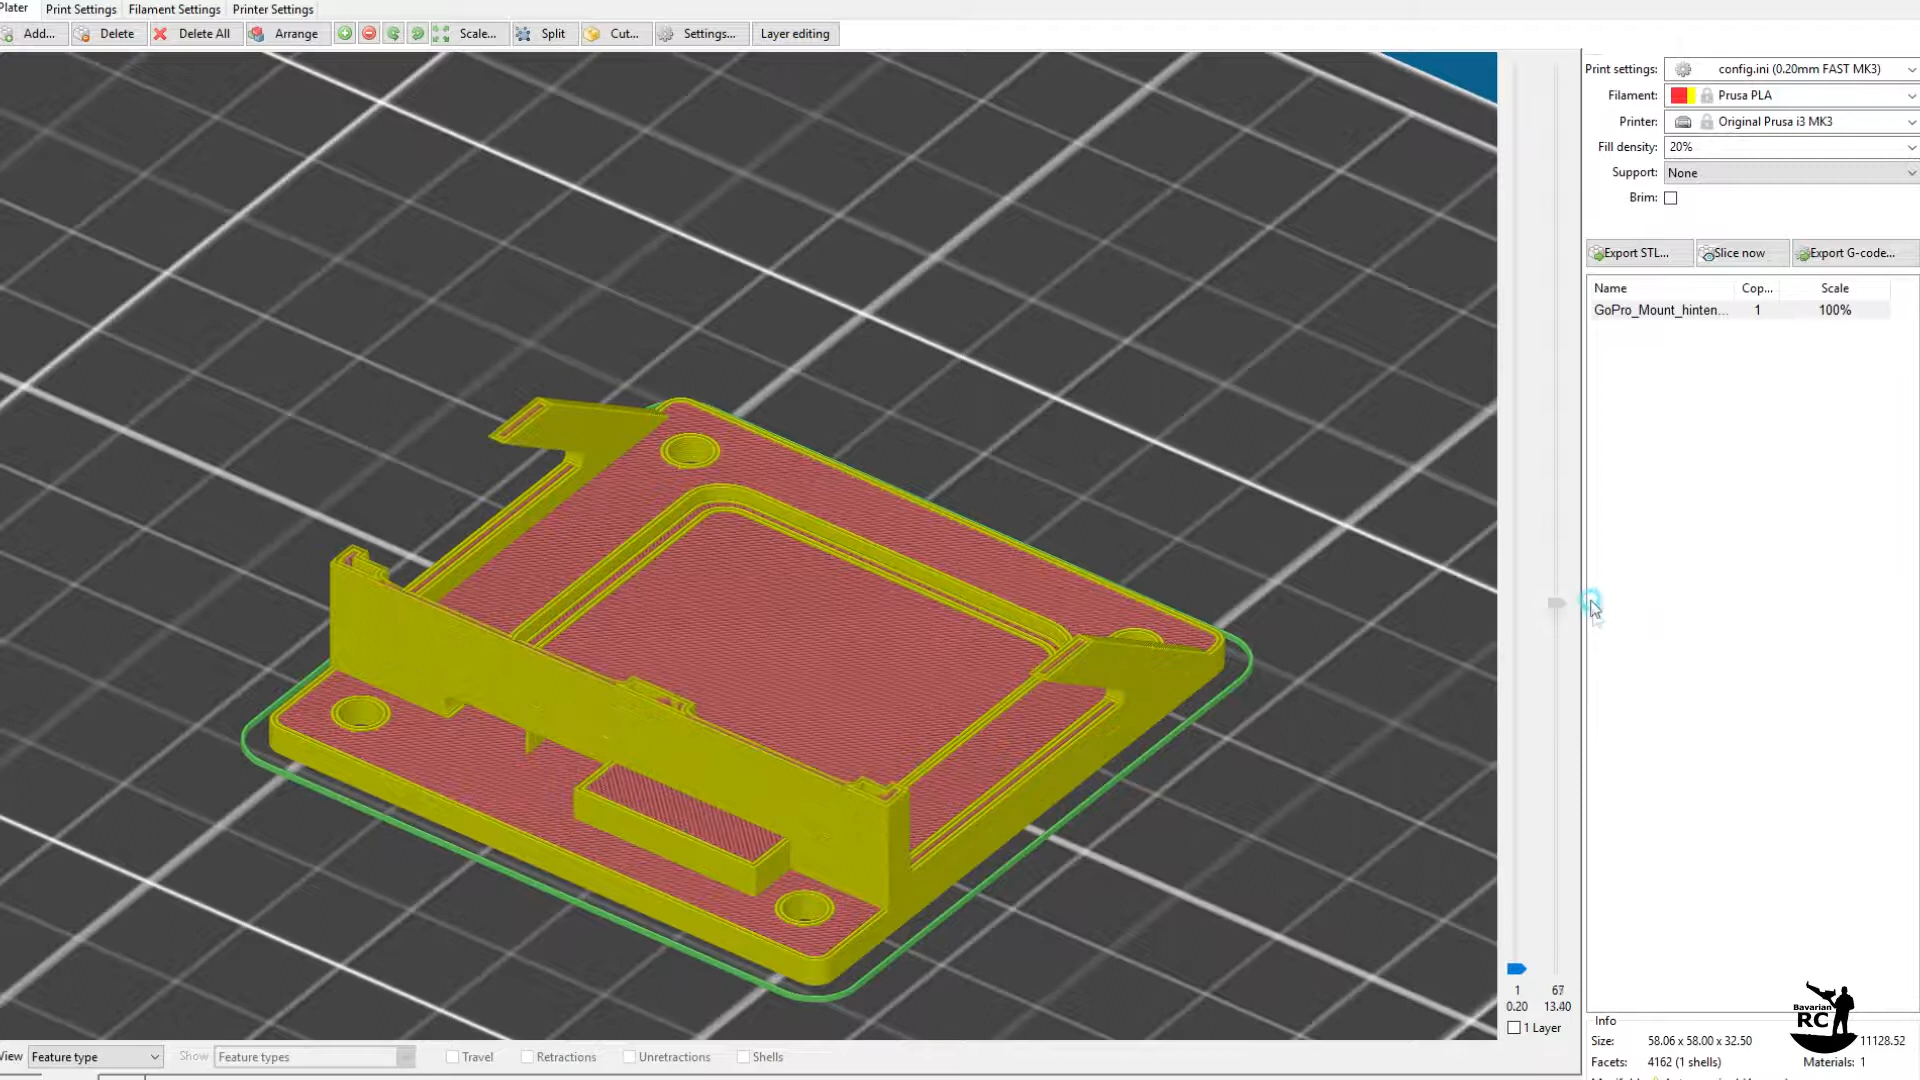 Plater Print Settings Filament Settings Printer Settings
Add... Delete Delete All Arrange Scale... Split Cut... Settings... Layer editing
Print settings: config.ini (0.20mm FAST MK3)
Filament: Prusa PLA
Printer: Original Prusa i3 MK3
Fill density: 20%
Support: None
Brim:
Export STL... Slice now Export G-code...
Name Cop... Scale
GoPro_Mount_hinten... 1 100%
1 67
0.20 13.40
1 Layer
Bavarian
RC
Info
Size: 58.06 x 58.00 x 32.50 11128.52
Facets: 4162 (1 shells) Materials: 1
View Feature type Show Feature types Travel Retractions Unretractions Shells